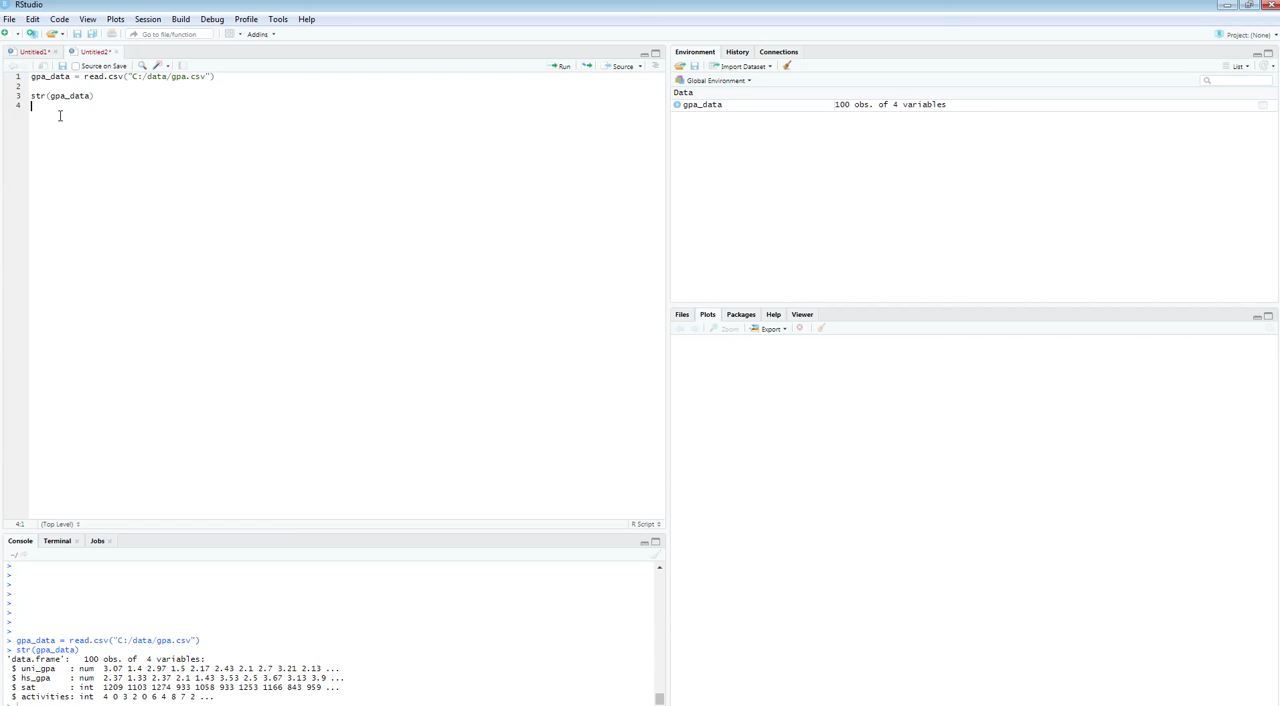 RStudio
File Edit Code View Plots Session Build Debug Profile Tools Help
Go to file/function Addins Project: (None)
Untitled1* Untitled2*
Source on Save Run Source
1 gpa_data = read.csv("C:/data/gpa.csv")
2
3 str(gpa_data)
4
4:1 (Top Level) R Script
Console Terminal Jobs
~/
>
>
>
>
>
>
>
>
> gpa_data = read.csv("C:/data/gpa.csv")
> str(gpa_data)
'data.frame': 100 obs. of 4 variables:
$ uni_gpa : num 3.07 1.4 2.97 1.5 2.17 2.43 2.1 2.7 3.21 2.13 ...
$ hs_gpa : num 2.37 1.33 2.37 2.1 1.43 3.53 2.5 3.67 3.13 3.9 ...
$ sat : int 1209 1103 1274 933 1058 933 1253 1166 843 959 ...
$ activities: int 4 0 3 2 0 6 4 8 7 2 ...
Environment History Connections
Import Dataset List
Global Environment
Data
gpa_data 100 obs. of 4 variables
Files Plots Packages Help Viewer
Zoom Export